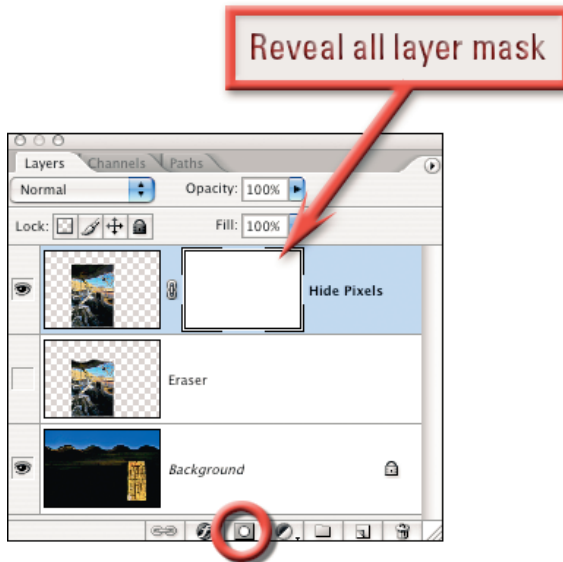 Reveal all layer mask
Layers Channels Paths
Normal Opacity: 100%
Lock: Fill: 100%
Hide Pixels
Eraser
Background